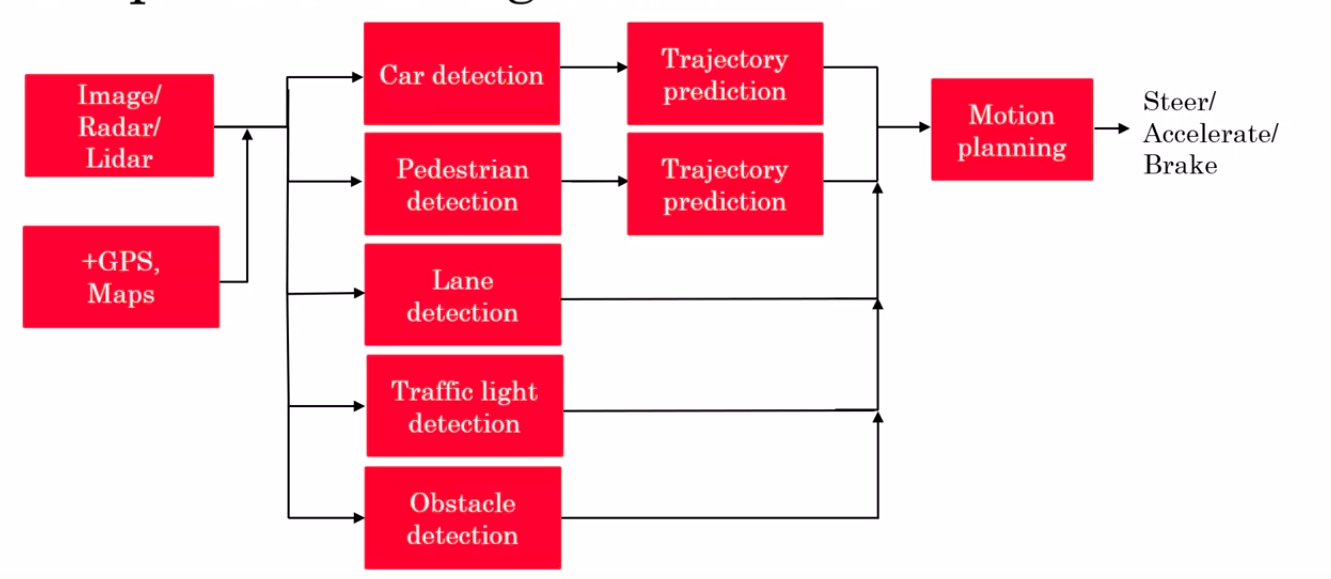 Image/
Radar/
Lidar
+GPS,
Maps
Car detection
Trajectory
prediction
Pedestrian
detection
Trajectory
prediction
Lane
detection
Traffic light
detection
Obstacle
detection
Motion
planning
Steer/
Accelerate/
Brake